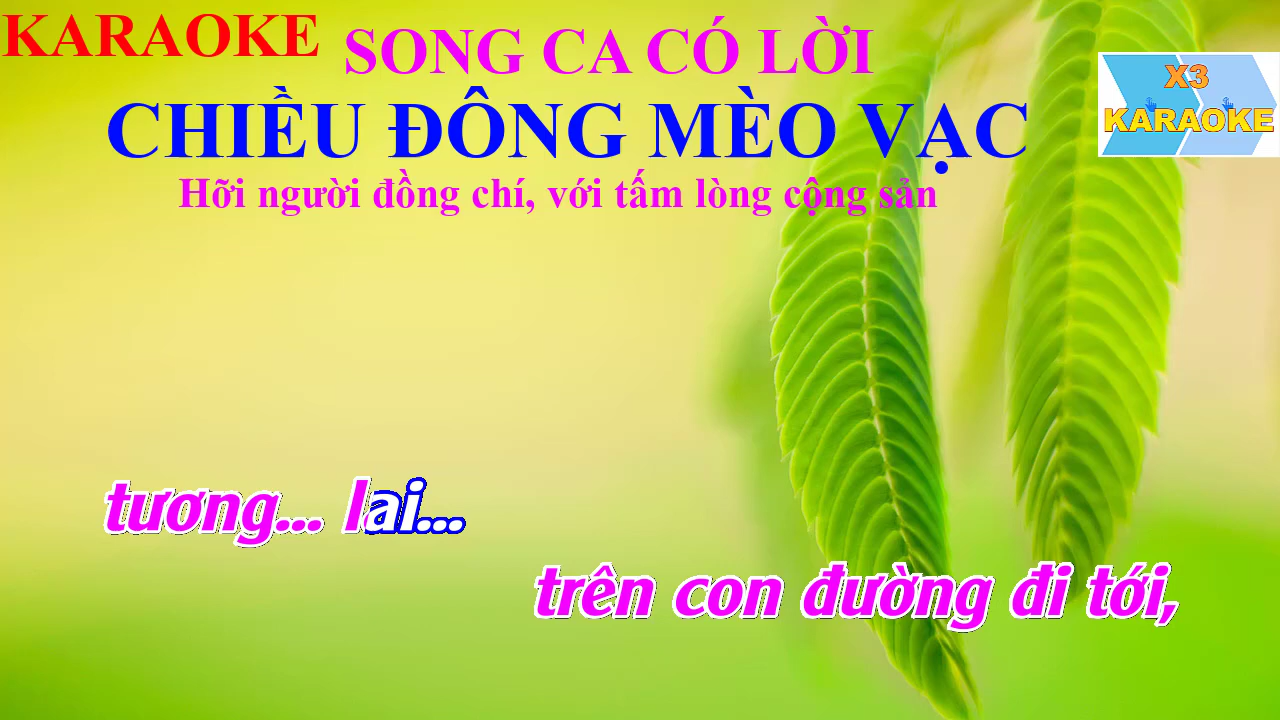 KARAOKE
SONG CA CÓ LỜI
CHIỀU ĐÔNG MÈO VẠC
Hỡi người đồng chí, với tấm lòng cộng sản
X3
KARAOKE
tương... lai...
trên con đường đi tới,